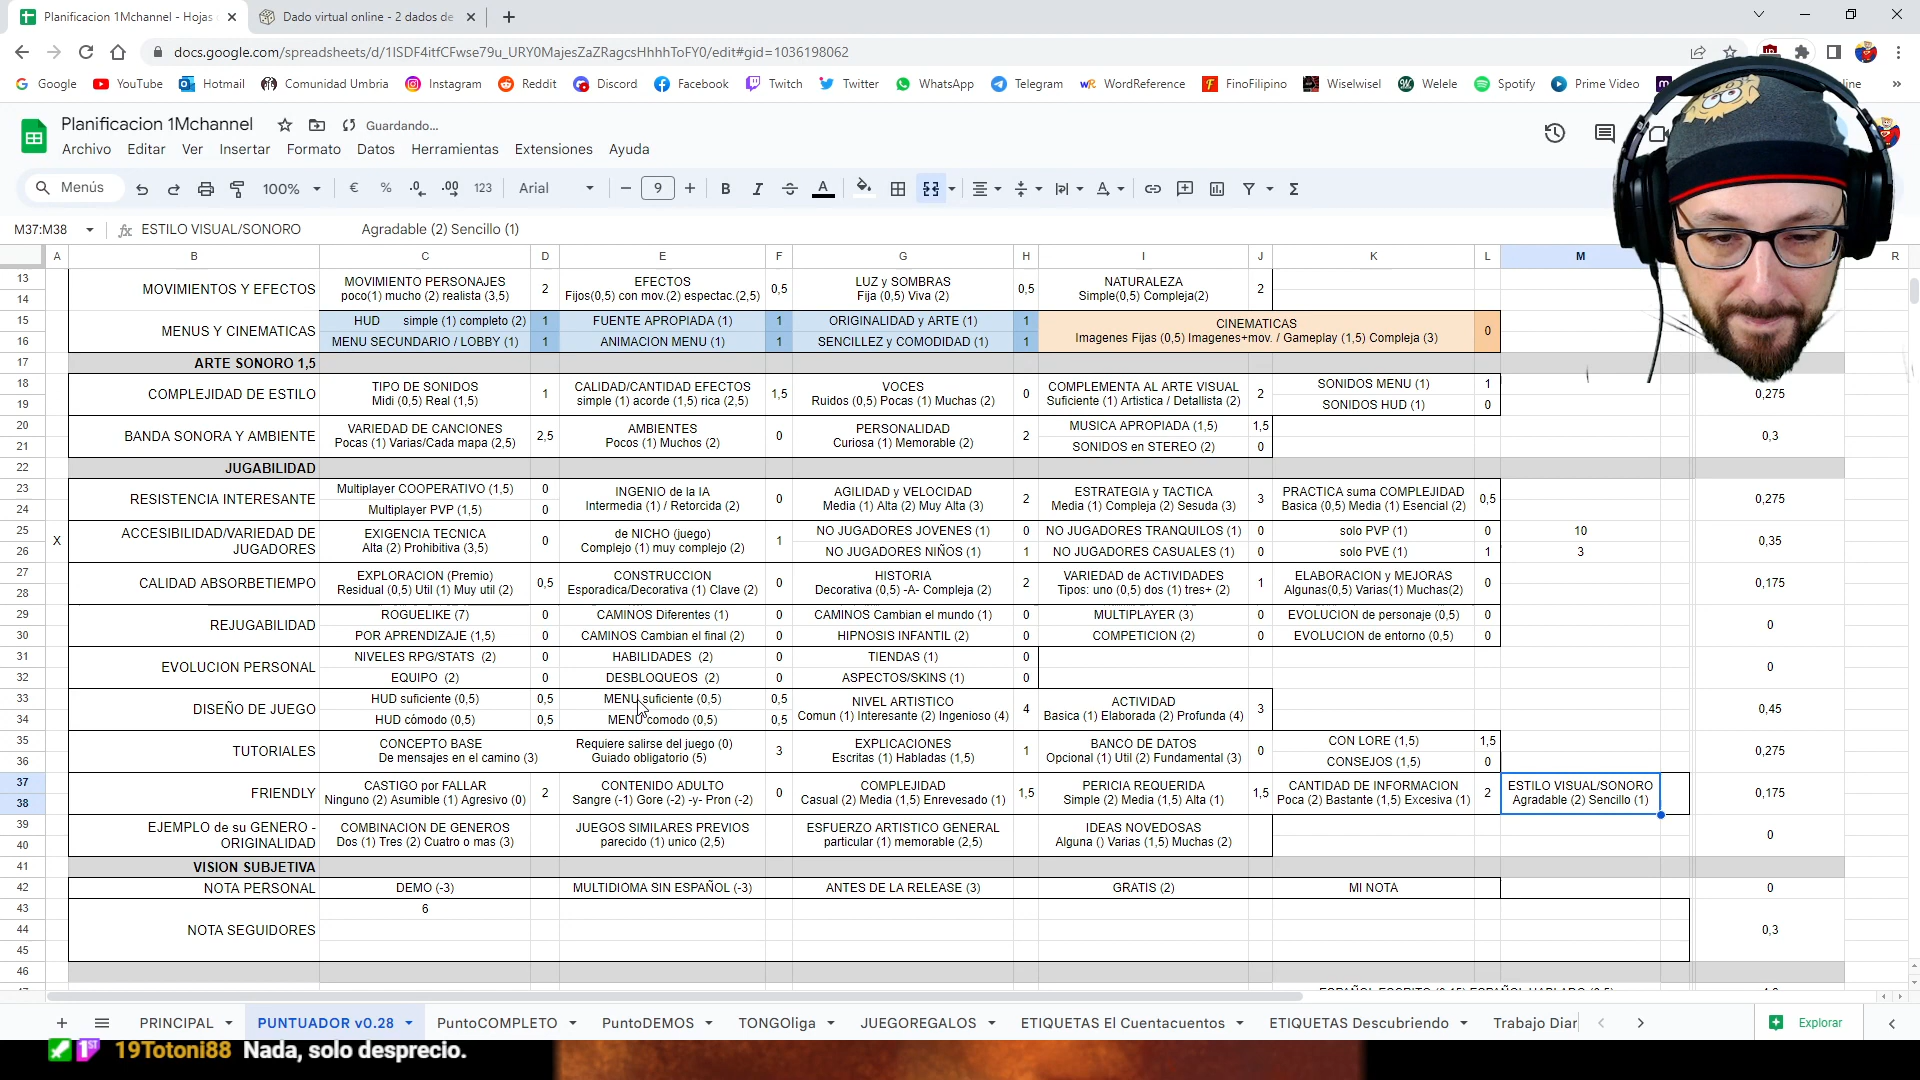 Planificacion 1Mchannel - Hojas
Dado virtual online - 2 dados de
docs.google.com/spreadsheets/d/1ISDF4itfCFwse79u_URY0MajesZaZRagcsHhhhToFY0/edit#gid=1036198062
Google YouTube Hotmail Comunidad Umbria Instagram Reddit Discord Facebook Twitch Twitter WhatsApp Telegram WordReference FinoFilipino Wiselwisel Welele Spotify Prime Video
Planificacion 1Mchannel Guardando...
Archivo Editar Ver Insertar Formato Datos Herramientas Extensiones Ayuda
Menús 100% € % .0 .00 123 Arial 9
M37:M38 ESTILO VISUAL/SONORO Agradable (2) Sencillo (1)
A B C D E F G H I J K L M R
13 MOVIMIENTOS Y EFECTOS MOVIMIENTO PERSONAJES 2 EFECTOS 0,5 LUZ y SOMBRAS 0,5 NATURALEZA 2
14 poco(1) mucho (2) realista (3,5) Fijos(0,5) con mov.(2) espectac.(2,5) Fija (0,5) Viva (2) Simple(0,5) Compleja(2)
15 MENUS Y CINEMATICAS HUD simple (1) completo (2) 1 FUENTE APROPIADA (1) 1 ORIGINALIDAD y ARTE (1) 1 CINEMATICAS 0
16 MENU SECUNDARIO / LOBBY (1) 1 ANIMACION MENU (1) 1 SENCILLEZ y COMODIDAD (1) 1 Imagenes Fijas (0,5) Imagenes+mov. / Gameplay (1,5) Compleja (3)
17 ARTE SONORO 1,5
18 COMPLEJIDAD DE ESTILO TIPO DE SONIDOS 1 CALIDAD/CANTIDAD EFECTOS 1,5 VOCES 0 COMPLEMENTA AL ARTE VISUAL 2 SONIDOS MENU (1) 1 0,275
19 Midi (0,5) Real (1,5) simple (1) acorde (1,5) rica (2,5) Ruidos (0,5) Pocas (1) Muchas (2) Suficiente (1) Artistica / Detallista (2) SONIDOS HUD (1) 0
20 BANDA SONORA Y AMBIENTE VARIEDAD DE CANCIONES 2,5 AMBIENTES 0 PERSONALIDAD 2 MUSICA APROPIADA (1,5) 1,5 0,3
21 Pocas (1) Varias/Cada mapa (2,5) Pocos (1) Muchos (2) Curiosa (1) Memorable (2) SONIDOS en STEREO (2) 0
22 JUGABILIDAD
23 RESISTENCIA INTERESANTE Multiplayer COOPERATIVO (1,5) 0 INGENIO de la IA 0 AGILIDAD y VELOCIDAD 2 ESTRATEGIA y TACTICA 3 PRACTICA suma COMPLEJIDAD 0,5 0,275
24 Multiplayer PVP (1,5) 0 Intermedia (1) / Retorcida (2) Media (1) Alta (2) Muy Alta (3) Media (1) Compleja (2) Sesuda (3) Basica (0,5) Media (1) Esencial (2)
25 X ACCESIBILIDAD/VARIEDAD DE EXIGENCIA TECNICA 0 de NICHO (juego) 1 NO JUGADORES JOVENES (1) 0 NO JUGADORES TRANQUILOS (1) 0 solo PVP (1) 0 10 0,35
26 JUGADORES Alta (2) Prohibitiva (3,5) Complejo (1) muy complejo (2) NO JUGADORES NIÑOS (1) 1 NO JUGADORES CASUALES (1) 0 solo PVE (1) 1 3
27 CALIDAD ABSORBETIEMPO EXPLORACION (Premio) 0,5 CONSTRUCCION 0 HISTORIA 2 VARIEDAD de ACTIVIDADES 1 ELABORACION y MEJORAS 0 0,175
28 Residual (0,5) Util (1) Muy util (2) Esporadica/Decorativa (1) Clave (2) Decorativa (0,5) -A- Compleja (2) Tipos: uno (0,5) dos (1) tres+ (2) Algunas(0,5) Varias(1) Muchas(2)
29 REJUGABILIDAD ROGUELIKE (7) 0 CAMINOS Diferentes (1) 0 CAMINOS Cambian el mundo (1) 0 MULTIPLAYER (3) 0 EVOLUCION de personaje (0,5) 0 0
30 POR APRENDIZAJE (1,5) 0 CAMINOS Cambian el final (2) 0 HIPNOSIS INFANTIL (2) 0 COMPETICION (2) 0 EVOLUCION de entorno (0,5) 0
31 EVOLUCION PERSONAL NIVELES RPG/STATS (2) 0 HABILIDADES (2) 0 TIENDAS (1) 0 0
32 EQUIPO (2) 0 DESBLOQUEOS (2) 0 ASPECTOS/SKINS (1) 0
33 DISEÑO DE JUEGO HUD suficiente (0,5) 0,5 MENU suficiente (0,5) 0,5 NIVEL ARTISTICO 4 ACTIVIDAD 3 0,45
34 HUD cómodo (0,5) 0,5 MENU comodo (0,5) 0,5 Comun (1) Interesante (2) Ingenioso (4) Basica (1) Elaborada (2) Profunda (4)
35 TUTORIALES CONCEPTO BASE Requiere salirse del juego (0) 3 EXPLICACIONES 1 BANCO DE DATOS 0 CON LORE (1,5) 1,5 0,275
36 De mensajes en el camino (3) Guiado obligatorio (5) Escritas (1) Habladas (1,5) Opcional (1) Util (2) Fundamental (3) CONSEJOS (1,5) 0
37 FRIENDLY CASTIGO por FALLAR 2 CONTENIDO ADULTO 0 COMPLEJIDAD 1,5 PERICIA REQUERIDA 1,5 CANTIDAD DE INFORMACION 2 ESTILO VISUAL/SONORO 0,175
38 Ninguno (2) Asumible (1) Agresivo (0) Sangre (-1) Gore (-2) -y- Pron (-2) Casual (2) Media (1,5) Enrevesado (1) Simple (2) Media (1,5) Alta (1) Poca (2) Bastante (1,5) Excesiva (1) Agradable (2) Sencillo (1)
39 EJEMPLO de su GENERO - COMBINACION DE GENEROS JUEGOS SIMILARES PREVIOS ESFUERZO ARTISTICO GENERAL IDEAS NOVEDOSAS 0
40 ORIGINALIDAD Dos (1) Tres (2) Cuatro o mas (3) parecido (1) unico (2,5) particular (1) memorable (2,5) Alguna () Varias (1,5) Muchas (2)
41 VISION SUBJETIVA
42 NOTA PERSONAL DEMO (-3) MULTIDIOMA SIN ESPAÑOL (-3) ANTES DE LA RELEASE (3) GRATIS (2) MI NOTA 0
43 6
44 NOTA SEGUIDORES 0,3
45
46
PRINCIPAL PUNTUADOR v0.28 PuntoCOMPLETO PuntoDEMOS TONGOliga JUEGOREGALOS ETIQUETAS El Cuentacuentos ETIQUETAS Descubriendo Trabajo Diar Explorar
1ST 19Totoni88 Nada, solo desprecio.